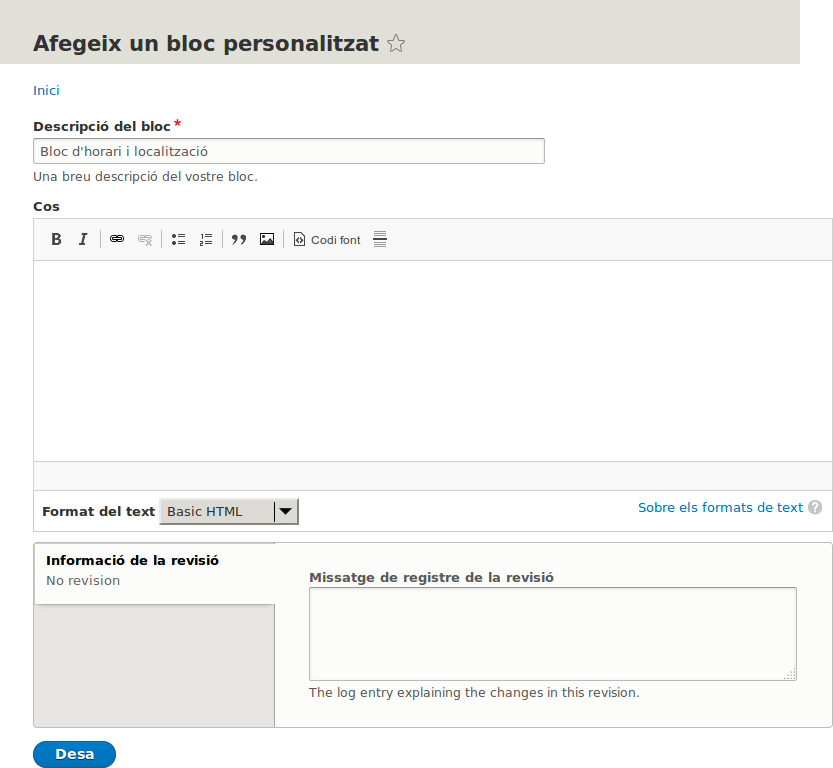 Afegeix un bloc personalitzat
Inici
Descripció del bloc *
Bloc d'horari i localització
Una breu descripció del vostre bloc.
Cos
B I Codi font
Format del text Basic HTML Sobre els formats de text ?
Informació de la revisió
No revision
Missatge de registre de la revisió
The log entry explaining the changes in this revision.
Desa